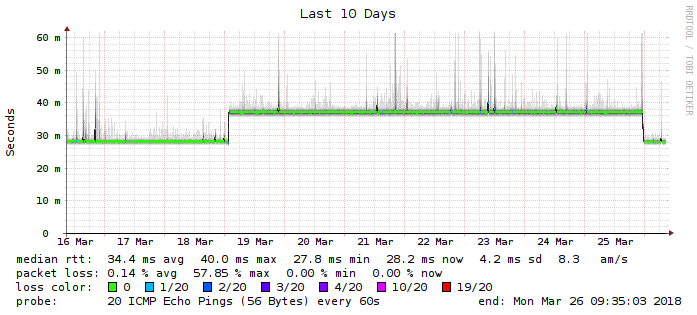 Last 10 Days
RRDTOOL / TOBI OETIKER
Seconds
60 m
50 m
40 m
30 m
20 m
10 m
0
16 Mar 17 Mar 18 Mar 19 Mar 20 Mar 21 Mar 22 Mar 23 Mar 24 Mar 25 Mar
median rtt: 34.4 ms avg 40.0 ms max 27.8 ms min 28.2 ms now 4.2 ms sd 8.3 am/s
packet loss: 0.14 % avg 57.85 % max 0.00 % min 0.00 % now
loss color: 0 1/20 2/20 3/20 4/20 10/20 19/20
probe: 20 ICMP Echo Pings (56 Bytes) every 60s end: Mon Mar 26 09:35:03 2018